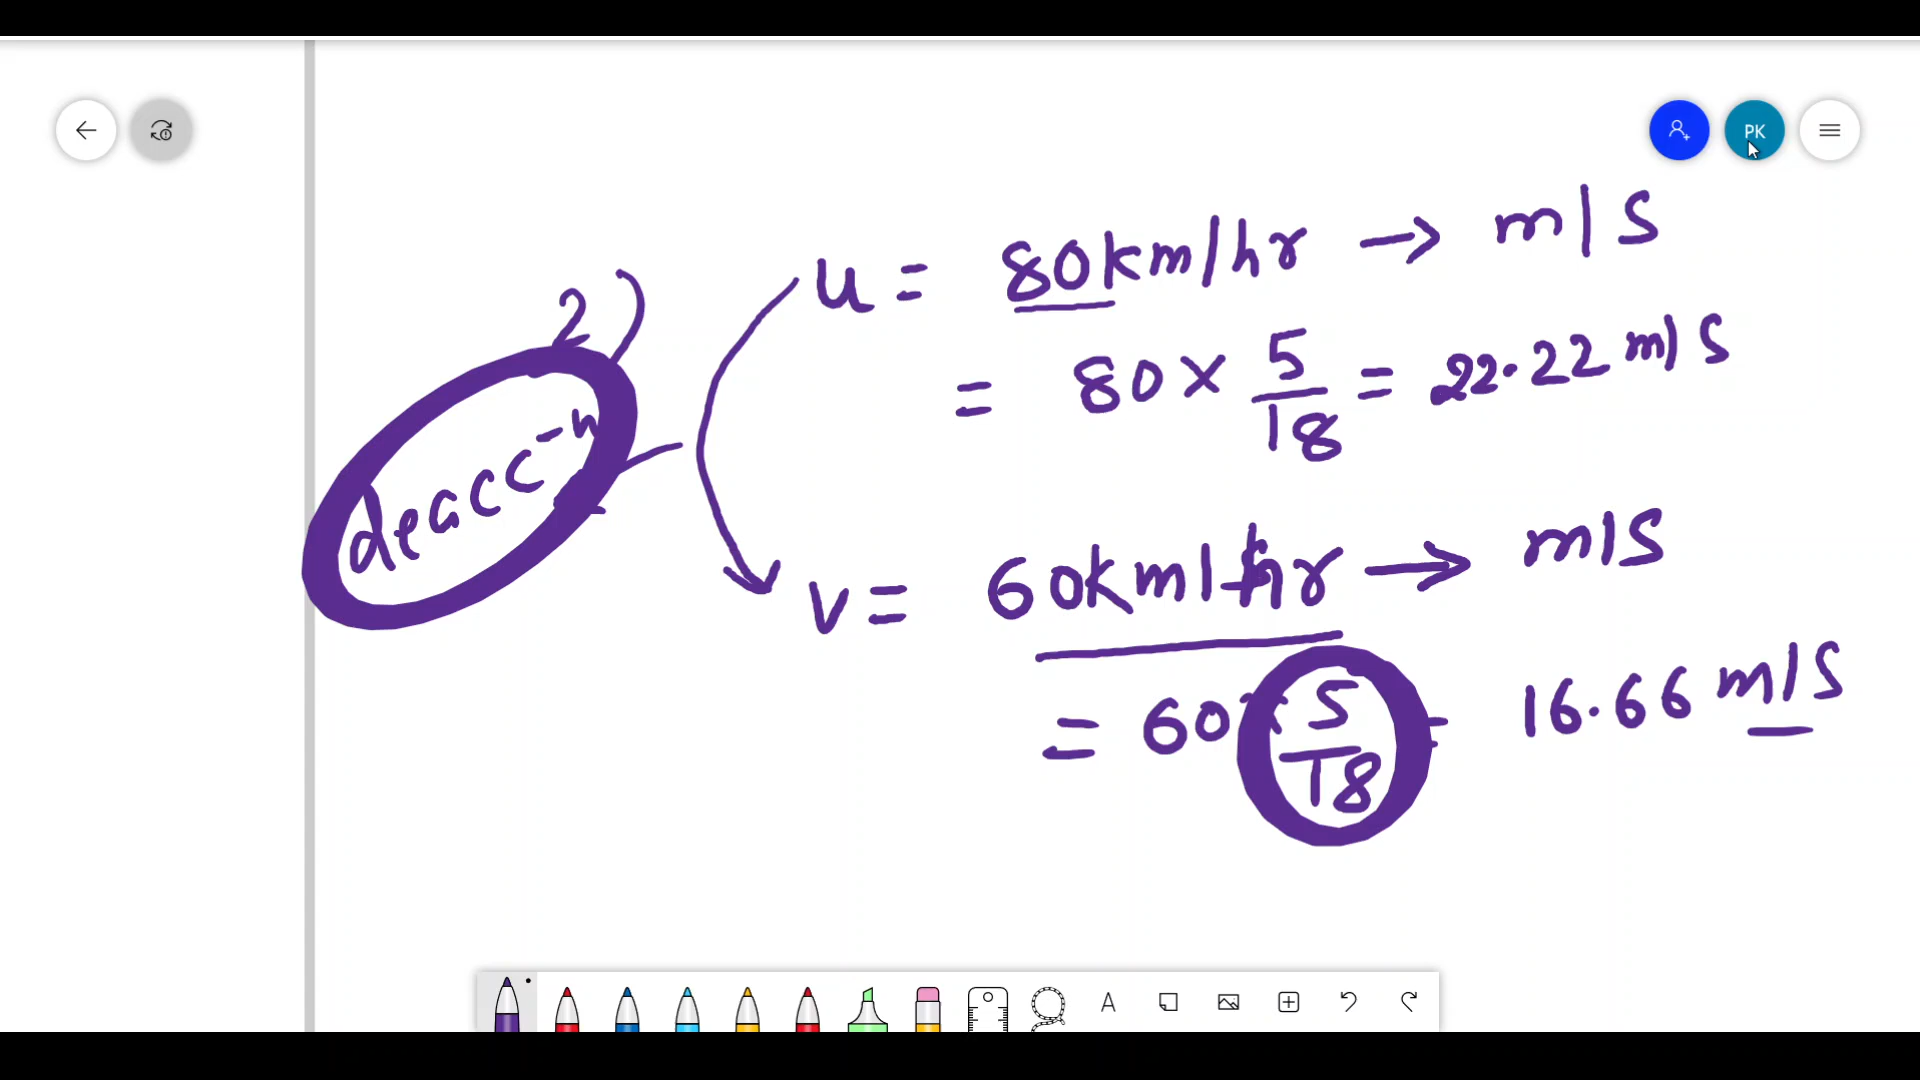 PK
u = 80km/hr → m/s
2)
= 80 × 5/18 = 22.22 m/s
deacc-n
v = 60km/hr → m/s
= 60 × 5/18 = 16.66 m/s
A